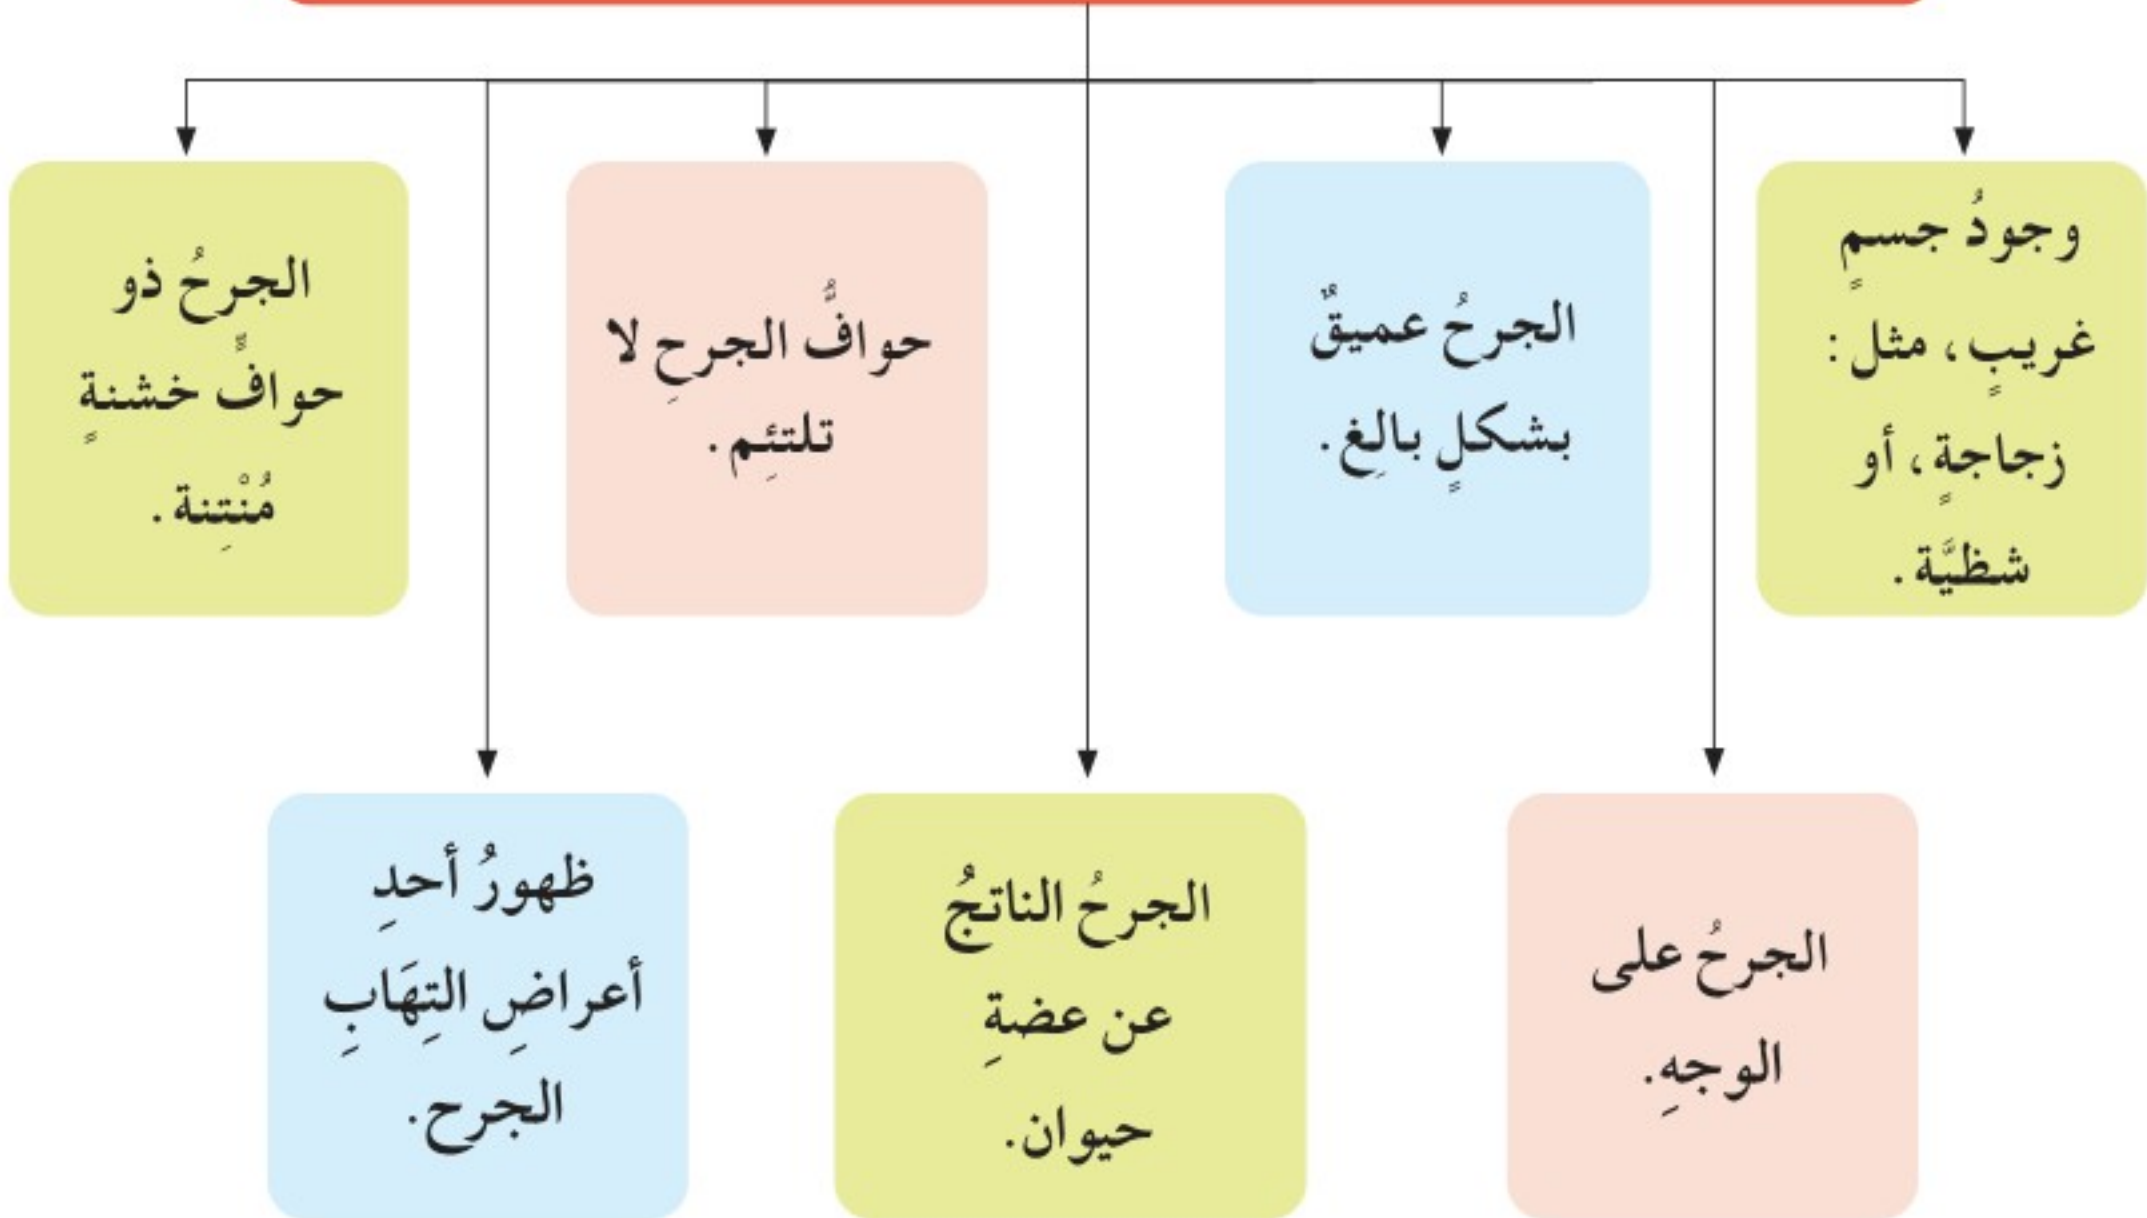 وجودُ جسمٍ
غريبٍ، مثل:
زجاجةٍ، أو
شظيَّة.
الجرحُ عميقٌ
بشكلٍ بالِغ.
حوافُّ الجرحِ لا
تلتئِم.
الجرحُ ذو
حوافٍّ خشنةٍ
مُنْتِنة.
الجرحُ على
الوجهِ.
الجرحُ الناتجُ
عن عضةِ
حيوان.
ظهورُ أحدِ
أعراضِ التِهَابِ
الجرح.